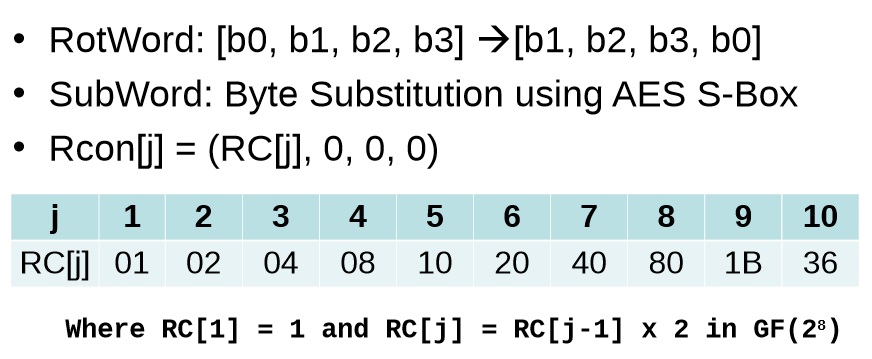 • RotWord: [b0, b1, b2, b3] →[b1, b2, b3, b0]
• SubWord: Byte Substitution using AES S-Box
• Rcon[j] = (RC[j], 0, 0, 0)
j 1 2 3 4 5 6 7 8 9 10
RC[j] 01 02 04 08 10 20 40 80 1B 36
Where RC[1] = 1 and RC[j] = RC[j-1] x 2 in GF(2⁸)